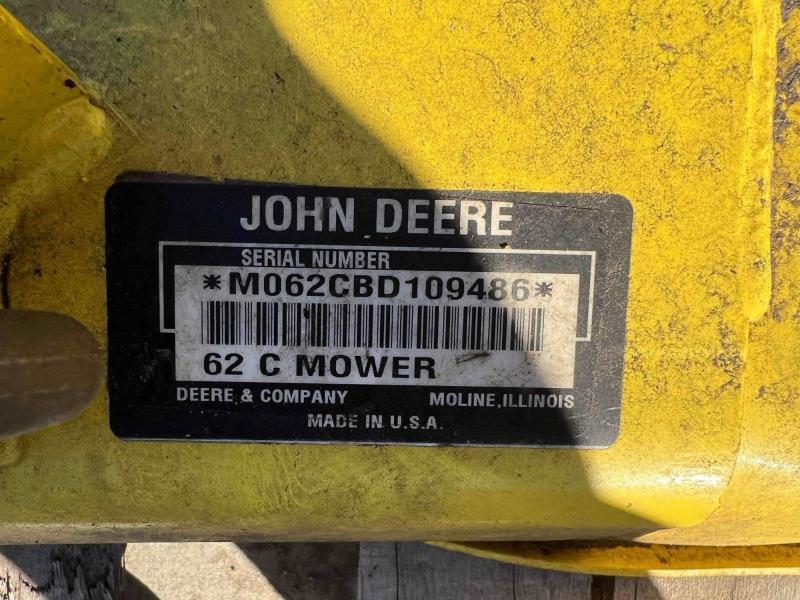 JOHN DEERE
SERIAL NUMBER
*M062CBD109486*
62 C MOWER
DEERE & COMPANY MOLINE, ILLINOIS
MADE IN U.S.A.